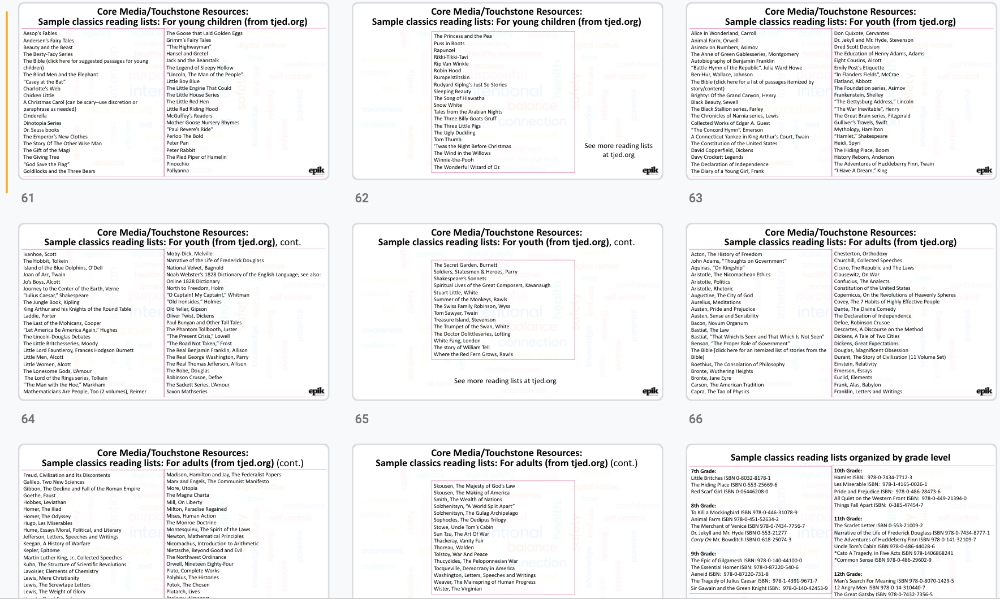 Core Media/Touchstone Resources:
Sample classics reading lists: For young children (from tjed.org)
Aesop's Fables
Andersen's Fairy Tales
Beauty and the Beast
The Besty-Tacy Series
The Bible (click here for suggested passages for young
children)
The Blind Men and the Elephant
"Casey at the Bat"
Charlotte's Web
Chicken Little
A Christmas Carol (can be scary–use discretion or
paraphrase as needed)
Cinderella
Dinotopia Series
Dr. Seuss books
The Emperor's New Clothes
The Story Of The Other Wise Man
The Gift of the Magi
The Giving Tree
"God Save the Flag"
Goldilocks and the Three Bears
The Goose that Laid Golden Eggs
Grimm's Fairy Tales
"The Highwayman"
Hansel and Gretel
Jack and the Beanstalk
The Legend of Sleepy Hollow
"Lincoln, The Man of the People"
Little Boy Blue
The Little Engine That Could
The Little House Series
The Little Red Hen
Little Red Riding Hood
McGuffey's Readers
Mother Goose Nursery Rhymes
"Paul Revere's Ride"
Perloo The Bold
Peter Pan
Peter Rabbit
The Pied Piper of Hamelin
Pinocchio
Pollyanna
epik
61
Core Media/Touchstone Resources:
Sample classics reading lists: For young children (from tjed.org)
The Princess and the Pea
Puss in Boots
Rapunzel
Rikki-Tikki-Tavi
Rip Van Winkle
Robin Hood
Rumpelstiltskin
Rudyard Kiplng's Just So Stories
Sleeping Beauty
The Song of Hiawatha
Snow White
Tales from the Arabian Nights
The Three Billy Goats Gruff
The Three Little Pigs
The Ugly Duckling
Tom Thumb
'Twas the Night Before Christmas
The Wind in the Willows
Winnie-the-Pooh
The Wonderful Wizard of Oz
See more reading lists
at tjed.org
epik
62
Core Media/Touchstone Resources:
Sample classics reading lists: For youth (from tjed.org)
Alice In Wonderland, Carroll
Animal Farm, Orwell
Asimov on Numbers, Asimov
The Anne of Green Gablesseries, Montgomery
Autobiography of Benjamin Franklin
"Battle Hymn of the Republic", Julia Ward Howe
Ben-Hur, Wallace, Johnson
The Bible (click here for a list of passages itemized by
story/content)
Brighty: Of the Grand Canyon, Henry
Black Beauty, Sewell
The Black Stallion series, Farley
The Chronicles of Narnia series, Lewis
Collected Works of Edgar A. Guest
"The Concord Hymn", Emerson
A Connecticut Yankee in King Arthur's Court, Twain
The Constitution of the United States
David Copperfield, Dickens
Davy Crockett Legends
The Declaration of Independence
The Diary of a Young Girl, Frank
Don Quixote, Cervantes
Dr. Jekyll and Mr. Hyde, Stevenson
Dred Scott Decision
The Education of Henry Adams, Adams
Eight Cousins, Alcott
Emily Post's Etiquette
"In Flanders Fields", McCrae
Flatland, Abbott
The Foundation series, Asimov
Frankenstein, Shelley
"The Gettysburg Address," Lincoln
"The War Inevitable", Henry
The Great Brain series, Fitzgerald
Gulliver's Travels, Swift
Mythology, Hamilton
"Hamlet," Shakespeare
Heidi, Spyri
The Hiding Place, Boom
History Reborn, Anderson
The Adventures of Huckleberry Finn, Twain
"I Have A Dream," King
epik
63
Core Media/Touchstone Resources:
Sample classics reading lists: For youth (from tjed.org), cont.
Ivanhoe, Scott
The Hobbit, Tolkein
Island of the Blue Dolphins, O'Dell
Joan of Arc, Twain
Jo's Boys, Alcott
Journey to the Center of the Earth, Verne
"Julius Caesar," Shakespeare
The Jungle Book, Kipling
King Arthur and his Knights of the Round Table
Laddie, Porter
The Last of the Mohicans, Cooper
"Let America Be America Again," Hughes
The Lincoln-Douglas Debates
The Little Britchesseries, Moody
Little Lord Fauntleroy, Frances Hodgson Burnett
Little Men, Alcott
Little Women, Alcott
The Lonesome Gods, L'Amour
The Lord of the Rings series, Tolkein
"The Man with the Hoe," Markham
Mathematicians Are People, Too (2 volumes), Reimer
Moby-Dick, Melville
Narrative of the Life of Frederick Douglass
National Velvet, Bagnold
Noah Webster's 1828 Dictionary of the English Language; see also:
Online 1828 Dictionary
North to Freedom, Holm
"O Captain! My Captain!," Whitman
"Old Ironsides," Holmes
Old Yeller, Gipson
Oliver Twist, Dickens
Paul Bunyan and Other Tall Tales
The Phantom Tollbooth, Juster
"The Present Crisis," Lowell
"The Road Not Taken," Frost
The Real Benjamin Franklin, Allison
The Real George Washington, Parry
The Real Thomas Jefferson, Allison
The Robe, Douglas
Robinson Crusoe, Defoe
The Sackett Series, L'Amour
Saxon Mathseries
epik
64
Core Media/Touchstone Resources:
Sample classics reading lists: For youth (from tjed.org), cont.
The Secret Garden, Burnett
Soldiers, Statesmen & Heroes, Parry
Shakespeare's Sonnets
Spiritual Lives of the Great Composers, Kavanaugh
Stuart Little, White
Summer of the Monkeys, Rawls
The Swiss Family Robinson, Wyss
Tom Sawyer, Twain
Treasure Island, Stevenson
The Trumpet of the Swan, White
The Doctor Dolittleseries, Lofting
White Fang, London
The story of William Tell
Where the Red Fern Grows, Rawls
See more reading lists at tjed.org
epik
65
Core Media/Touchstone Resources:
Sample classics reading lists: For adults (from tjed.org)
Acton, The History of Freedom
John Adams, "Thoughts on Government"
Aquinas, "On Kingship"
Aristotle, The Nicomachean Ethics
Aristotle, Politics
Aristotle, Rhetoric
Augustine, The City of God
Aurelius, Meditations
Austen, Pride and Prejudice
Austen, Sense and Sensibility
Bacon, Novum Organum
Bastiat, The Law
Bastiat, "That Which Is Seen and That Which Is Not Seen"
Benson, "The Proper Role of Government"
The Bible [click here for an itemized list of stories from the
Bible]
Boethius, The Consolation of Philosophy
Bronte, Wuthering Heights
Bronte, Jane Eyre
Carson, The American Tradition
Capra, The Tao of Physics
Chesterton, Orthodoxy
Churchill, Collected Speeches
Cicero, The Republic and The Laws
Clausewitz, On War
Confucius, The Analects
Constitution of the United States
Copernicus, On the Revolutions of Heavenly Spheres
Covey, The 7 Habits of Highly Effective People
Dante, The Divine Comedy
The Declaration of Independence
Defoe, Robinson Crusoe
Descartes, A Discourse on the Method
Dickens, A Tale of Two Cities
Dickens, Great Expectations
Douglas, Magnificent Obsession
Durant, The Story of Civilization (11 Volume Set)
Einstein, Relativity
Emerson, Essays
Euclid, Elements
Frank, Alas, Babylon
Franklin, Letters and Writings
epik
66
Core Media/Touchstone Resources:
Sample classics reading lists: For adults (from tjed.org) (cont.)
Freud, Civilization and Its Discontents
Galileo, Two New Sciences
Gibbon, The Decline and Fall of the Roman Empire
Goethe, Faust
Hobbes, Leviathan
Homer, The Iliad
Homer, The Odyssey
Hugo, Les Miserables
Hume, Essays Moral, Political, and Literary
Jefferson, Letters, Speeches and Writings
Keegan, A History of Warfare
Kepler, Epitome
Martin Luther King, Jr., Collected Speeches
Kuhn, The Structure of Scientific Revolutions
Lavoisier, Elements of Chemistry
Lewis, Mere Christianity
Lewis, The Screwtape Letters
Lewis, The Weight of Glory
Madison, Hamilton and Jay, The Federalist Papers
Marx and Engels, The Communist Manifesto
More, Utopia
The Magna Charta
Mill, On Liberty
Milton, Paradise Regained
Mises, Human Action
The Monroe Doctrine
Montesquieu, The Spirit of the Laws
Newton, Mathematical Principles
Nicomachus, Introduction to Arithmetic
Nietzsche, Beyond Good and Evil
The Northwest Ordinance
Orwell, Nineteen Eighty-Four
Plato, Complete Works
Polybius, The Histories
Potok, The Chosen
Plutarch, Lives
Core Media/Touchstone Resources:
Sample classics reading lists: For adults (from tjed.org) (cont.)
Skousen, The Majesty of God's Law
Skousen, The Making of America
Smith, The Wealth of Nations
Solzhenitsyn, "A World Split Apart"
Solzhenitsyn, The Gulag Archipelago
Sophocles, The Oedipus Trilogy
Stowe, Uncle Tom's Cabin
Sun Tzu, The Art Of War
Thackeray, Vanity Fair
Thoreau, Walden
Tolstoy, War And Peace
Thucydides, The Peloponnesian War
Tocqueville, Democracy in America
Washington, Letters, Speeches and Writings
Weaver, The Mainspring of Human Progress
Wister, The Virginian
Sample classics reading lists organized by grade level
7th Grade:
Little Britches ISBN 0-8032-8178-1
The Hiding Place ISBN 0-553-25669-6
Red Scarf Girl ISBN 0-06446208-0
8th Grade:
To Kill a Mockingbird ISBN 978-0-446-31078-9
Animal Farm ISBN 978-0-451-52634-2
The Merchant of Venice ISBN 978-0-7434-7756-7
Dr. Jekyll and Mr. Hyde ISBN 0-553-21277
Carry On Mr. Bowditch ISBN 0-618-25074-3
9th Grade:
The Epic of Gilgamesh ISBN: 978-0-140-44100-0
The Essential Homer ISBN: 978-0-87220-540-6
Aeneid ISBN: 978-0-87220-731-8
The Tragedy of Julius Caesar ISBN: 978-1-4391-9671-7
Sir Gawain and the Green Knight ISBN: 978-0-140-42453-9
10th Grade:
Hamlet ISBN: 978-0-7434-7712-3
Les Miserable ISBN: 978-1-4165-0026-1
Pride and Prejudice ISBN: 978-0-486-28473-6
All Quiet on the Western Front ISBN: 978-0-449-21394-0
Things Fall Apart ISBN: 0-385-47454-7
11th Grade:
The Scarlet Letter ISBN: 0-553-21009-2
Narrative of the Life of Frederick Douglass ISBN 978-0-7434-8777-1
The Adventures of Huckleberry Finn ISBN: 978-0-141-32109-7
Uncle Tom's Cabin ISBN 978-0-486-44028-6
*Cato A Tragedy, in Five Acts ISBN 978-1406868241
*Common Sense ISBN 978-0-486-29602-9
12th Grade:
Man's Search For Meaning ISBN 978-0-8070-1429-5
12 Angry Men ISBN 978-0-14-310440-7
The Great Gatsby ISBN 978-0-7432-7356-5